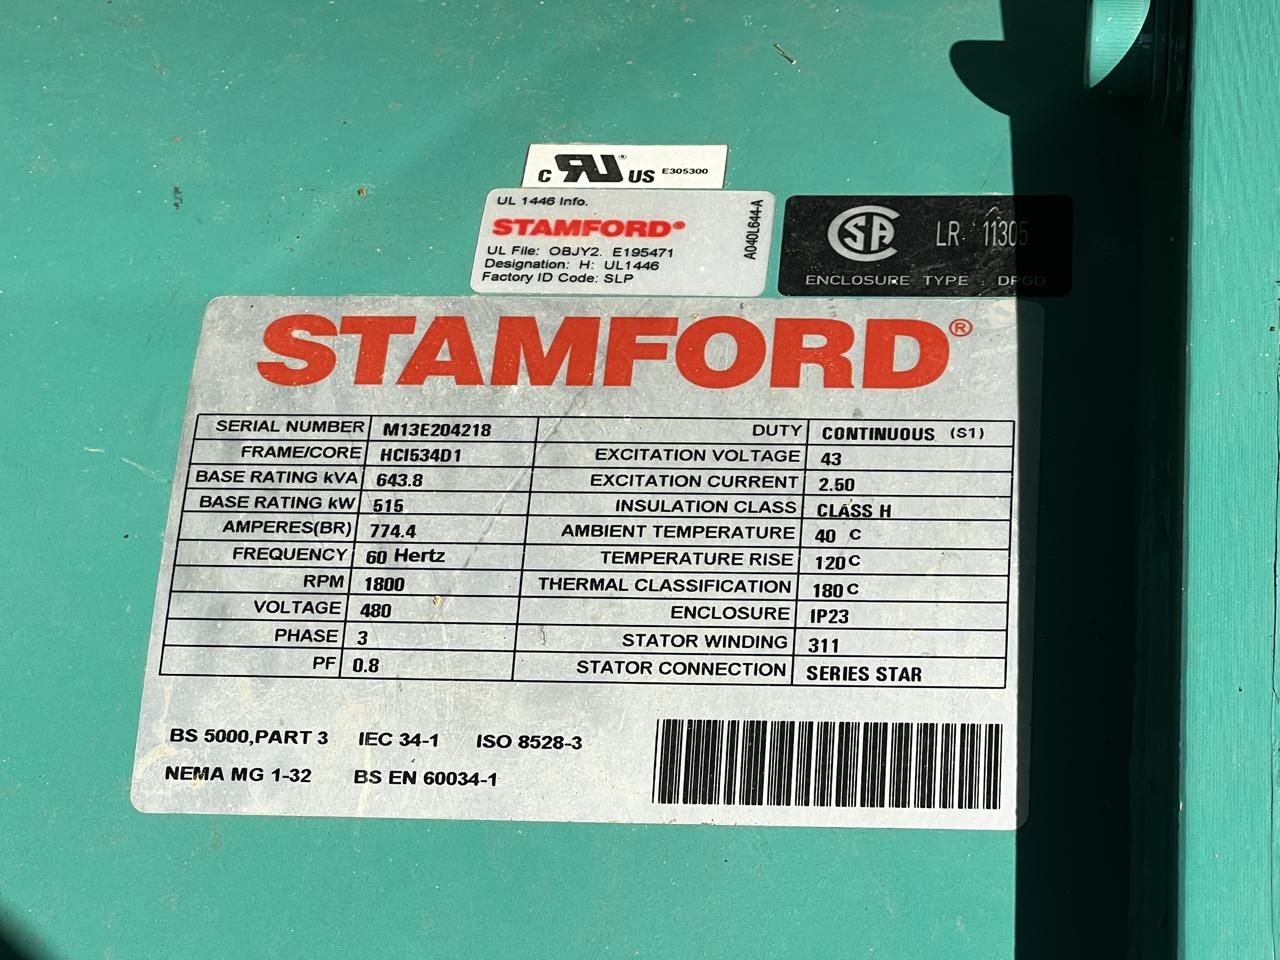 c RU® US E305300
UL 1446 Info.
STAMFORD®
UL File: OBJY2. E195471
Designation: H: UL1446
Factory ID Code: SLP
A040L644-A
CSA LR 11305
ENCLOSURE TYPE DPGD
STAMFORD®
SERIAL NUMBER M13E204218 DUTY CONTINUOUS (S1)
FRAME/CORE HCI534D1 EXCITATION VOLTAGE 43
BASE RATING kVA 643.8 EXCITATION CURRENT 2.50
BASE RATING kW 515 INSULATION CLASS CLASS H
AMPERES(BR) 774.4 AMBIENT TEMPERATURE 40 C
FREQUENCY 60 Hertz TEMPERATURE RISE 120 C
RPM 1800 THERMAL CLASSIFICATION 180 C
VOLTAGE 480 ENCLOSURE IP23
PHASE 3 STATOR WINDING 311
PF 0.8 STATOR CONNECTION SERIES STAR
BS 5000,PART 3 IEC 34-1 ISO 8528-3
NEMA MG 1-32 BS EN 60034-1